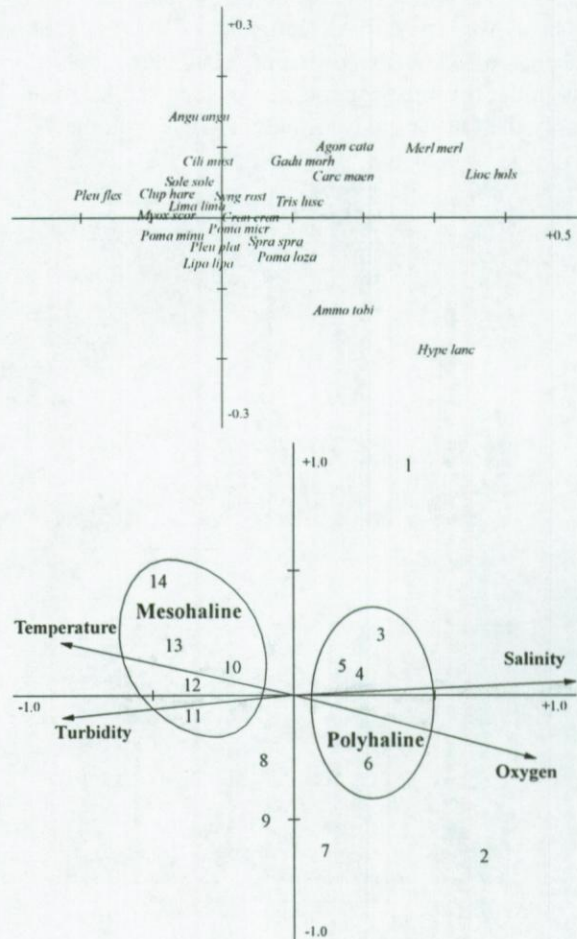 +0.3
Angu angu
Agon cata Merl merl
Cili must Gadu morh
Carc maen Lioc hols
Sole sole
Pleu fles Clup hare Syng rost
Lima lima Tris lusc
Myox scor Cran cran
+0.5
Poma minu Poma micr
Pleu plat Spra spra
Lipa lipa Poma loza
Ammo tobi
Hype lanc
-0.3
+1.0 1
14
Mesohaline
Temperature 3
13
10 5 4 Salinity
12
-1.0 11 +1.0
Turbidity Polyhaline
8 6 Oxygen
9
7 2
-1.0